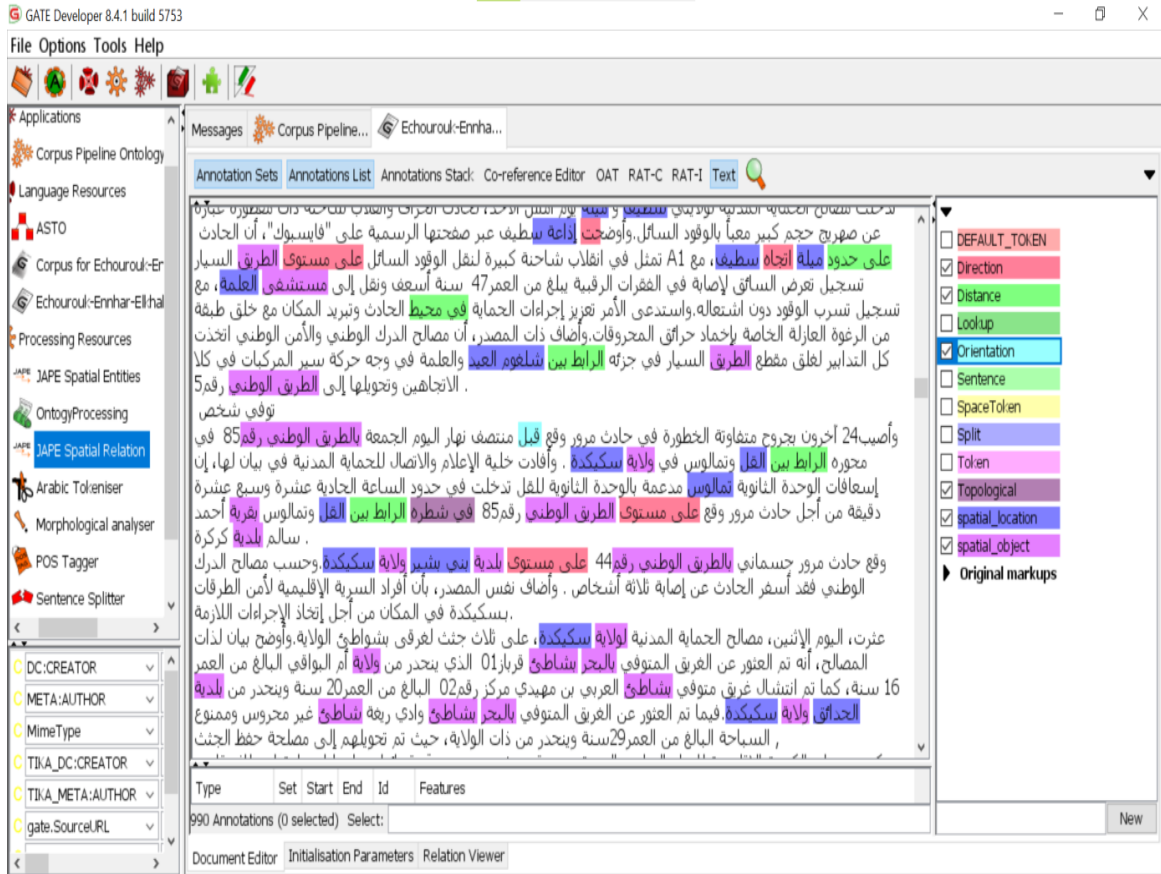 GATE Developer 8.4.1 build 5753
File Options Tools Help
Applications
Corpus Pipeline Ontology
Language Resources
ASTO
Corpus for Echourouk-Er
Echourouk-Ennhar-Elkhal
Processing Resources
JAPE Spatial Entities
OntogyProcessing
JAPE Spatial Relation
Arabic Tokeniser
Morphological analyser
POS Tagger
Sentence Splitter
DC:CREATOR
META:AUTHOR
MimeType
TIKA_DC:CREATOR
TIKA_META:AUTHOR
gate.SourceURL
Messages Corpus Pipeline... Echourouk-Ennha...
Annotation Sets Annotations List Annotations Stack Co-reference Editor OAT RAT-C RAT-I Text
عن صهريج حجم كبير معبأ بالوقود السائل.وأوضحت إذاعة سطيف عبر صفحتها الرسمية على "فايسبوك"، أن الحادث
على حدود ميلة اتجاه سطيف، مع A1 تمثل في انقلاب شاحنة كبيرة لنقل الوقود السائل على مستوى الطريق السيار
تسجيل تعرض السائق لإصابة في الفقرات الرقبية يبلغ من العمر47 سنة أسعف ونقل إلى مستشفى العلمة، مع
تسجيل تسرب الوقود دون اشتعاله.واستدعى الأمر تعزيز إجراءات الحماية في محيط الحادث وتبريد المكان مع خلق طبقة
من الرغوة العازلة الخاصة بإخماد حرائق المحروقات.وأضاف ذات المصدر، أن مصالح الدرك الوطني والأمن الوطني اتخذت
كل التدابير لغلق مقطع الطريق السيار في جزئه الرابط بين شلغوم العيد والعلمة في وجه حركة سير المركبات في كلا
. الاتجاهين وتحويلها إلى الطريق الوطني رقم5
توفي شخص
وأصيب24 آخرون بجروح متفاوتة الخطورة في حادث مرور وقع قبل منتصف نهار اليوم الجمعة بالطريق الوطني رقم85 في
محوره الرابط بين القل وتمالوس في ولاية سكيكدة . وأفادت خلية الإعلام والاتصال للحماية المدنية في بيان لها، إن
إسعافات الوحدة الثانوية تمالوس مدعمة بالوحدة الثانوية للقل تدخلت في حدود الساعة الحادية عشرة وسبع عشرة
دقيقة من أجل حادث مرور وقع على مستوى الطريق الوطني رقم85 في شطره الرابط بين القل وتمالوس بقرية أحمد
. سالم بلدية كركرة
وقع حادث مرور جسماني بالطريق الوطني رقم44 على مستوى بلدية بني بشير ولاية سكيكدة.وحسب مصالح الدرك
الوطني فقد أسفر الحادث عن إصابة ثلاثة أشخاص . وأضاف نفس المصدر، بأن أفراد السرية الإقليمية لأمن الطرقات
.بسكيكدة في المكان من أجل إتخاذ الإجراءات اللازمة
عثرت، اليوم الإثنين، مصالح الحماية المدنية لولاية سكيكدة، على ثلاث جثث لغرقى بشواطئ الولاية.وأوضح بيان لذات
المصالح، أنه تم العثور عن الغريق المتوفي بالبحر بشاطئ قرباز01 الذي ينحدر من ولاية أم البواقي البالغ من العمر
16 سنة، كما تم انتشال غريق متوفي بشاطئ العربي بن مهيدي مركز رقم02 البالغ من العمر20 سنة وينحدر من بلدية
الحدائق ولاية سكيكدة.فيما تم العثور عن الغريق المتوفي بالبحر بشاطئ وادي ريغة شاطئ غير محروس وممنوع
, السباحة البالغ من العمر29سنة وينحدر من ذات الولاية، حيث تم تحويلهم إلى مصلحة حفظ الجثث
Type Set Start End Id Features
990 Annotations (0 selected) Select:
Document Editor Initialisation Parameters Relation Viewer
DEFAULT_TOKEN
Direction
Distance
Lookup
Orientation
Sentence
SpaceToken
Split
Token
Topological
spatial_location
spatial_object
Original markups
New